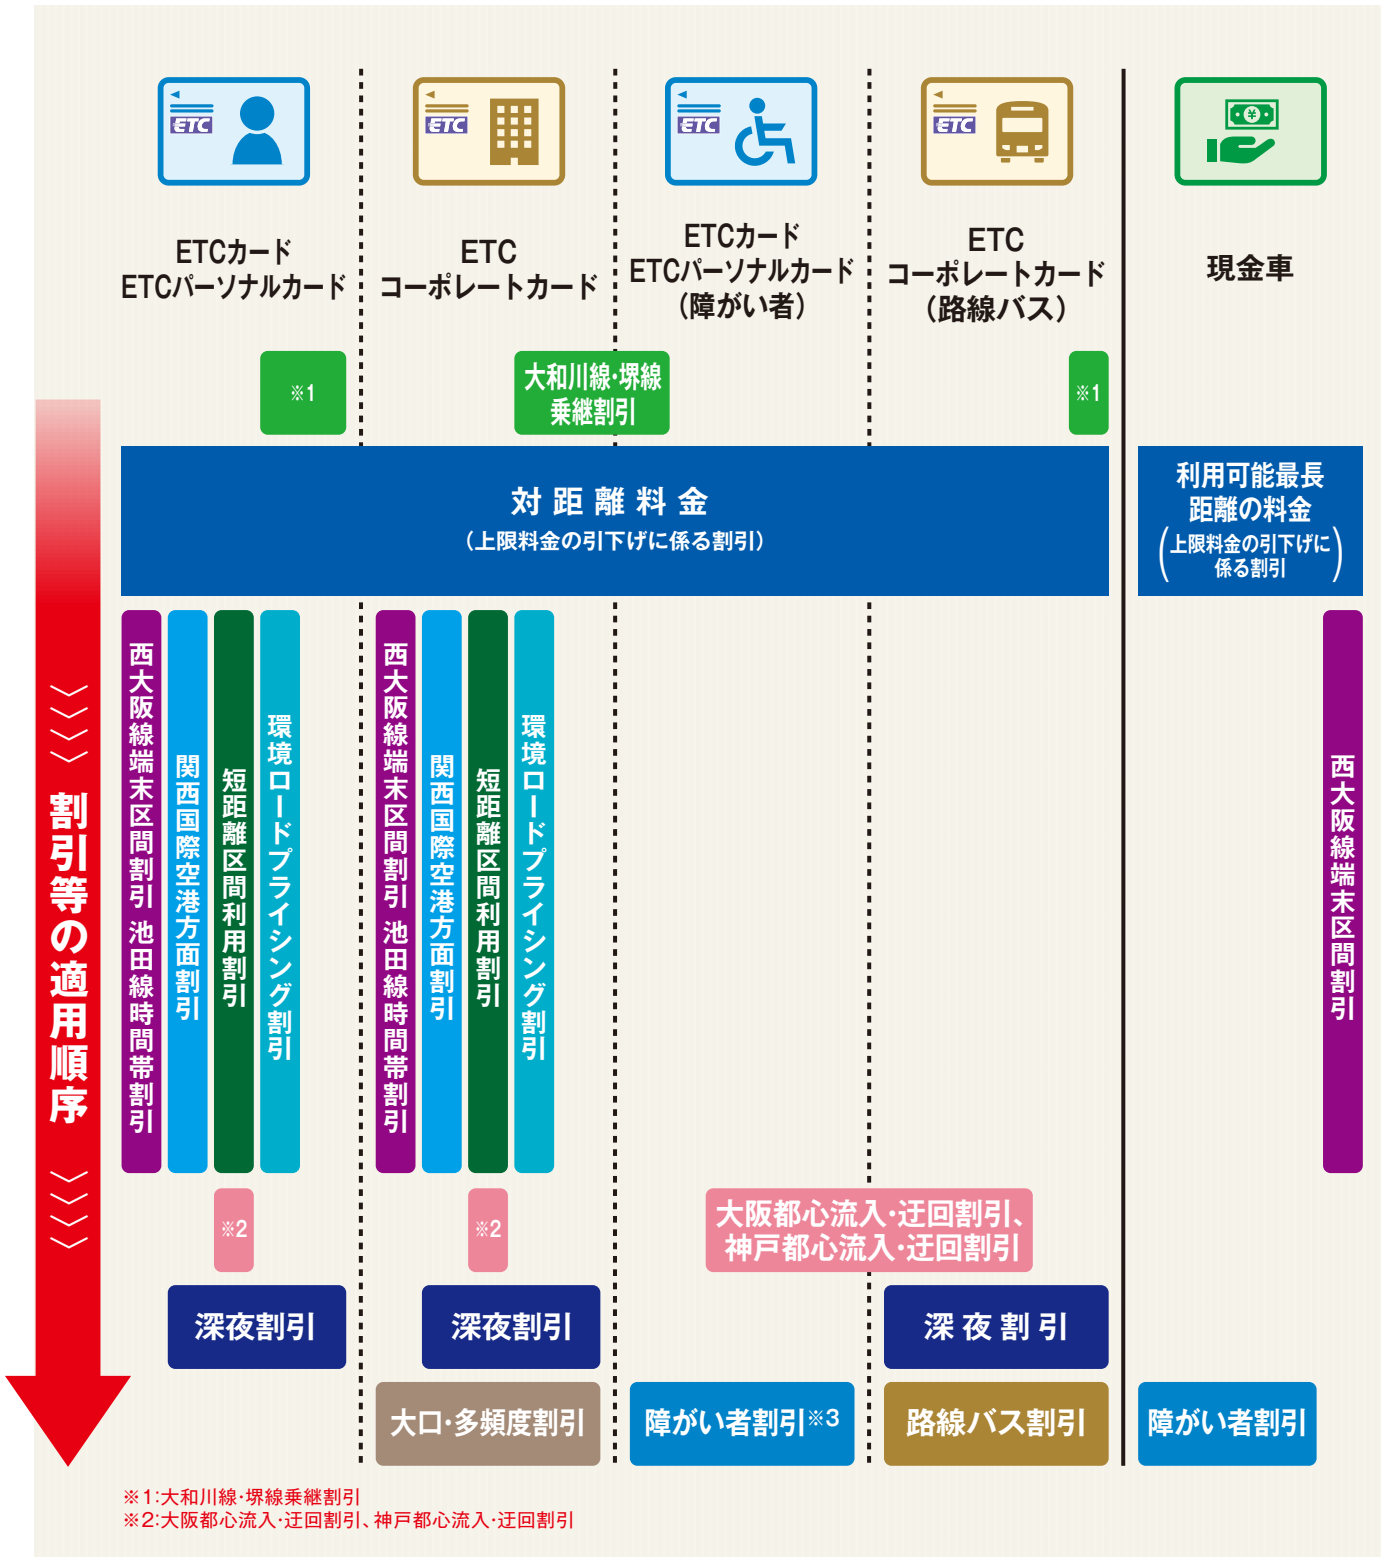 ETC
ETC
ETC
ETC
ETCカード
ETCパーソナルカード
ETC
コーポレートカード
ETCカード
ETCパーソナルカード
(障がい者)
ETC
コーポレートカード
(路線バス)
現金車
※1
大和川線・堺線
乗継割引
※1
対距離料金
(上限料金の引下げに係る割引)
利用可能最長
距離の料金
(上限料金の引下げに
係る割引)
割引等の適用順序
西大阪線端末区間割引 池田線時間帯割引
関西国際空港方面割引
短距離区間利用割引
環境ロードプライシング割引
西大阪線端末区間割引 池田線時間帯割引
関西国際空港方面割引
短距離区間利用割引
環境ロードプライシング割引
西大阪線端末区間割引
※2
※2
大阪都心流入・迂回割引、
神戸都心流入・迂回割引
深夜割引
深夜割引
深夜割引
大口・多頻度割引
障がい者割引※3
路線バス割引
障がい者割引
※1:大和川線・堺線乗継割引
※2:大阪都心流入・迂回割引、神戸都心流入・迂回割引